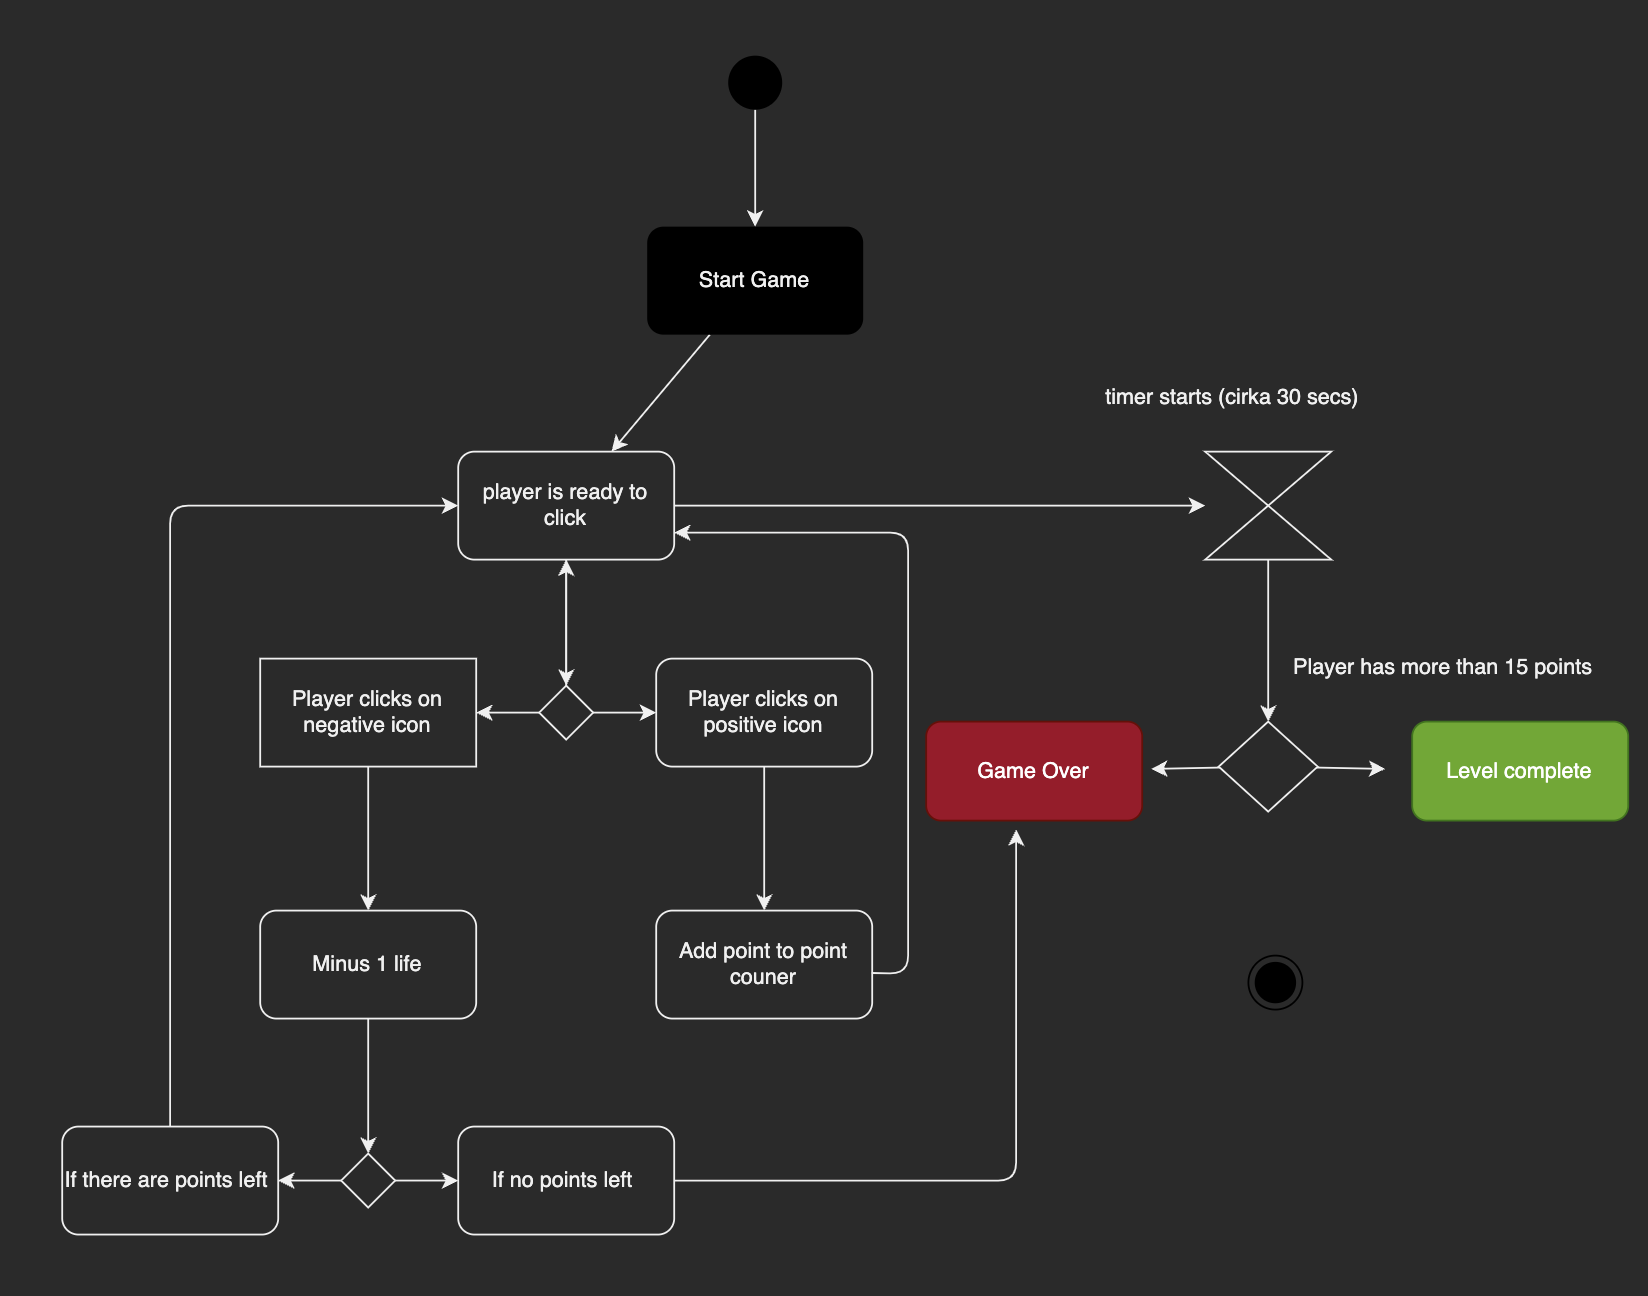 Start Game
timer starts (cirka 30 secs)
player is ready to
click
Player has more than 15 points
Player clicks on
negative icon
Player clicks on
positive icon
Game Over
Level complete
Minus 1 life
Add point to point
couner
If there are points left
If no points left